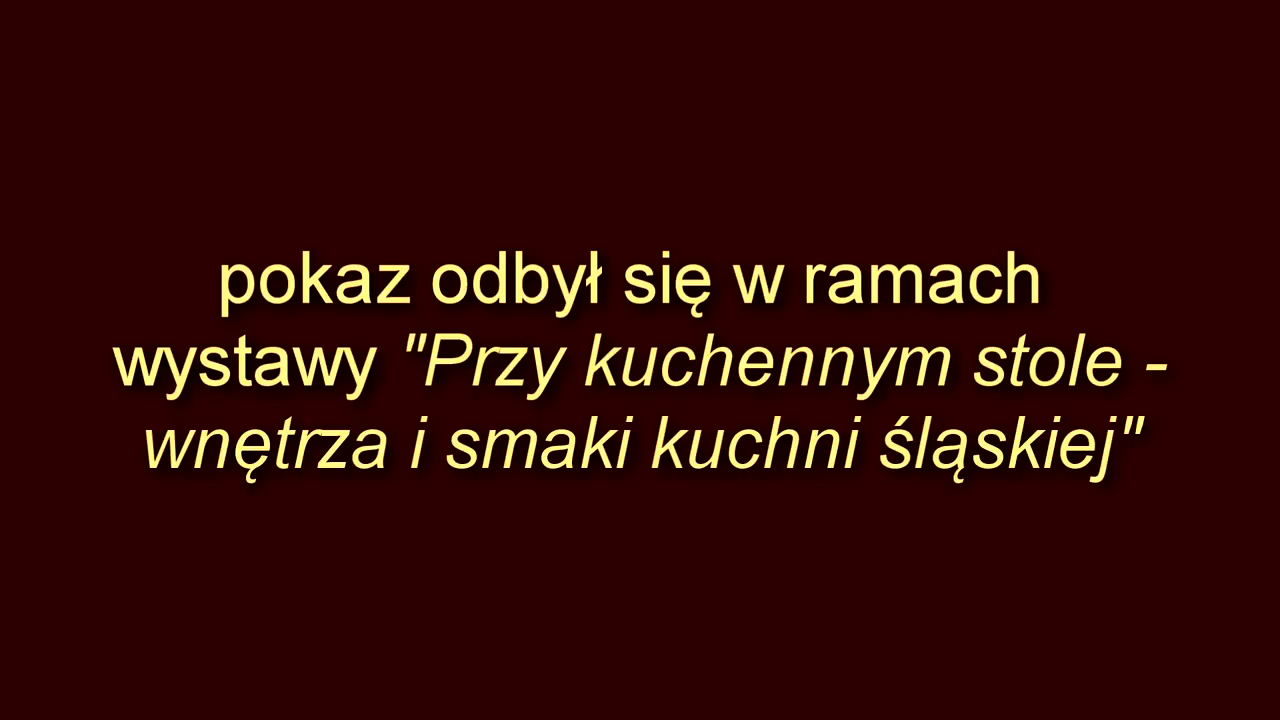 pokaz odbył się w ramach
wystawy "Przy kuchennym stole -
wnętrza i smaki kuchni śląskiej"